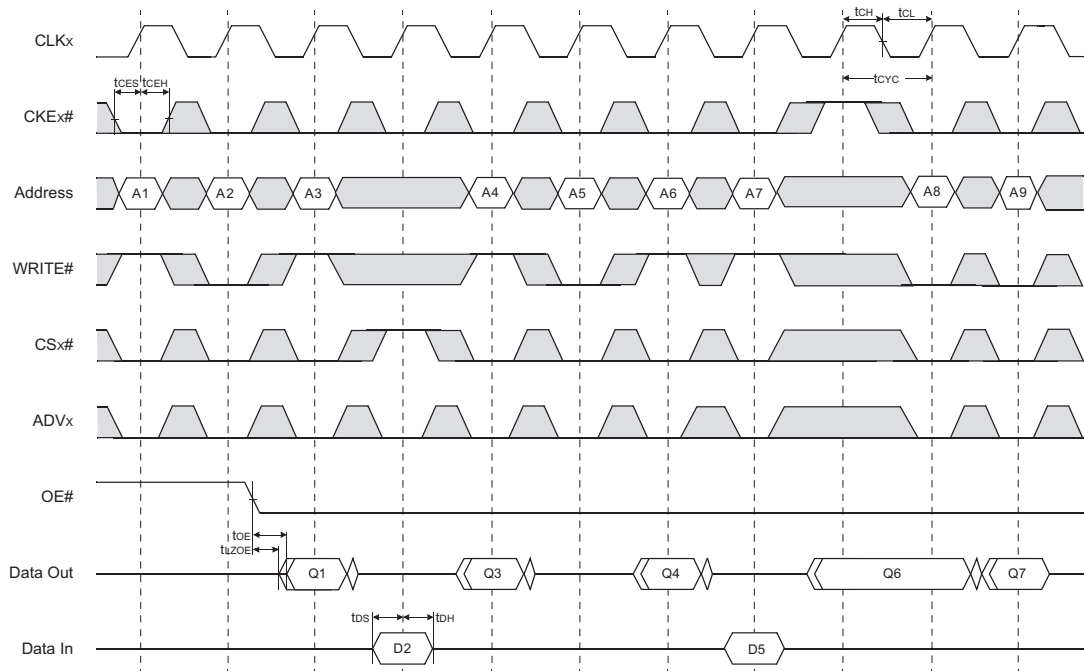 tCH tCL
CLKx
tCYC
tCES tCEH
CKEx#
Address A1 A2 A3 A4 A5 A6 A7 A8 A9
WRITE#
CSx#
ADVx
OE#
tOE
tLZOE
Data Out Q1 Q3 Q4 Q6 Q7
tDS tDH
Data In D2 D5